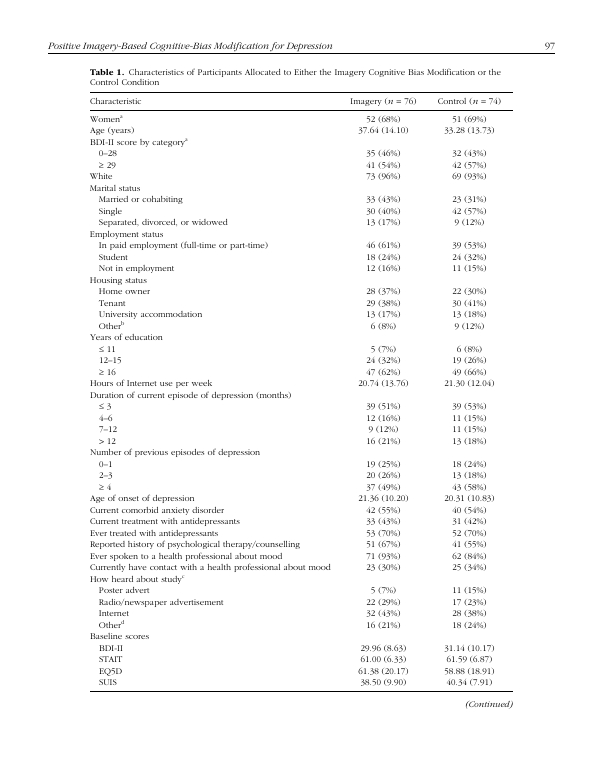 Positive Imagery-Based Cognitive-Bias Modification for Depression 97
Table 1. Characteristics of Participants Allocated to Either the Imagery Cognitive Bias Modification or the
Control Condition
Characteristic Imagery (n = 76) Control (n = 74)
Womenᵃ 52 (68%) 51 (69%)
Age (years) 37.64 (14.10) 33.28 (13.73)
BDI-II score by categoryᵃ
0–28 35 (46%) 32 (43%)
≥ 29 41 (54%) 42 (57%)
White 73 (96%) 69 (93%)
Marital status
Married or cohabiting 33 (43%) 23 (31%)
Single 30 (40%) 42 (57%)
Separated, divorced, or widowed 13 (17%) 9 (12%)
Employment status
In paid employment (full-time or part-time) 46 (61%) 39 (53%)
Student 18 (24%) 24 (32%)
Not in employment 12 (16%) 11 (15%)
Housing status
Home owner 28 (37%) 22 (30%)
Tenant 29 (38%) 30 (41%)
University accommodation 13 (17%) 13 (18%)
Otherᵇ 6 (8%) 9 (12%)
Years of education
≤ 11 5 (7%) 6 (8%)
12–15 24 (32%) 19 (26%)
≥ 16 47 (62%) 49 (66%)
Hours of Internet use per week 20.74 (13.76) 21.30 (12.04)
Duration of current episode of depression (months)
≤ 3 39 (51%) 39 (53%)
4–6 12 (16%) 11 (15%)
7–12 9 (12%) 11 (15%)
> 12 16 (21%) 13 (18%)
Number of previous episodes of depression
0–1 19 (25%) 18 (24%)
2–3 20 (26%) 13 (18%)
≥ 4 37 (49%) 43 (58%)
Age of onset of depression 21.36 (10.20) 20.31 (10.83)
Current comorbid anxiety disorder 42 (55%) 40 (54%)
Current treatment with antidepressants 33 (43%) 31 (42%)
Ever treated with antidepressants 53 (70%) 52 (70%)
Reported history of psychological therapy/counselling 51 (67%) 41 (55%)
Ever spoken to a health professional about mood 71 (93%) 62 (84%)
Currently have contact with a health professional about mood 23 (30%) 25 (34%)
How heard about studyᶜ
Poster advert 5 (7%) 11 (15%)
Radio/newspaper advertisement 22 (29%) 17 (23%)
Internet 32 (43%) 28 (38%)
Otherᵈ 16 (21%) 18 (24%)
Baseline scores
BDI-II 29.96 (8.63) 31.14 (10.17)
STAIT 61.00 (6.33) 61.59 (6.87)
EQ5D 61.38 (20.17) 58.88 (18.91)
SUIS 38.50 (9.90) 40.34 (7.91)
(Continued)